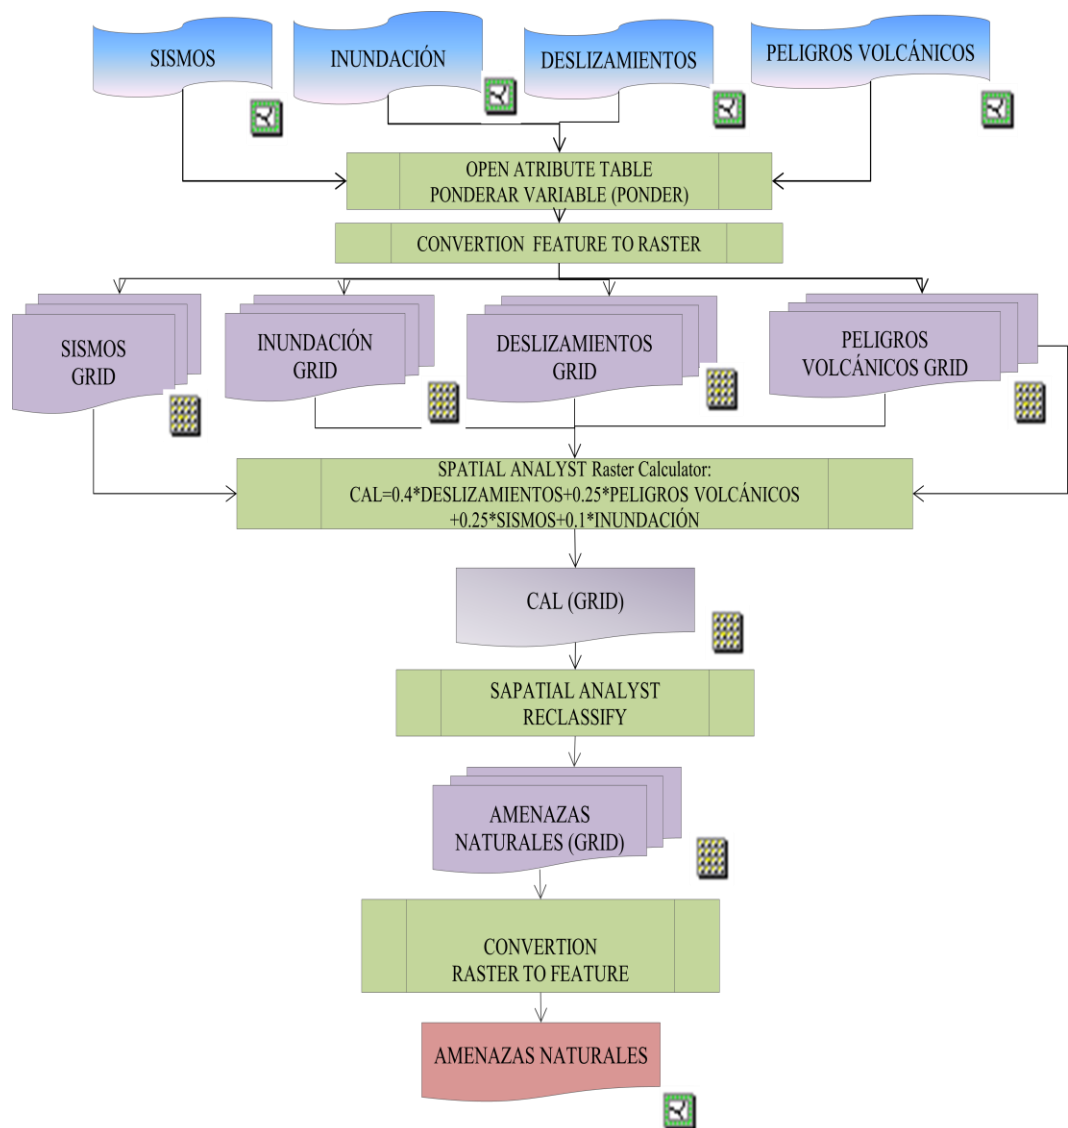 SISMOS
INUNDACIÓN
DESLIZAMIENTOS
PELIGROS VOLCÁNICOS
OPEN ATRIBUTE TABLE
PONDERAR VARIABLE (PONDER)
CONVERTION FEATURE TO RASTER
SISMOS
GRID
INUNDACIÓN
GRID
DESLIZAMIENTOS
GRID
PELIGROS
VOLCÁNICOS GRID
SPATIAL ANALYST Raster Calculator:
CAL=0.4*DESLIZAMIENTOS+0.25*PELIGROS VOLCÁNICOS
+0.25*SISMOS+0.1*INUNDACIÓN
CAL (GRID)
SAPATIAL ANALYST
RECLASSIFY
AMENAZAS
NATURALES (GRID)
CONVERTION
RASTER TO FEATURE
AMENAZAS NATURALES